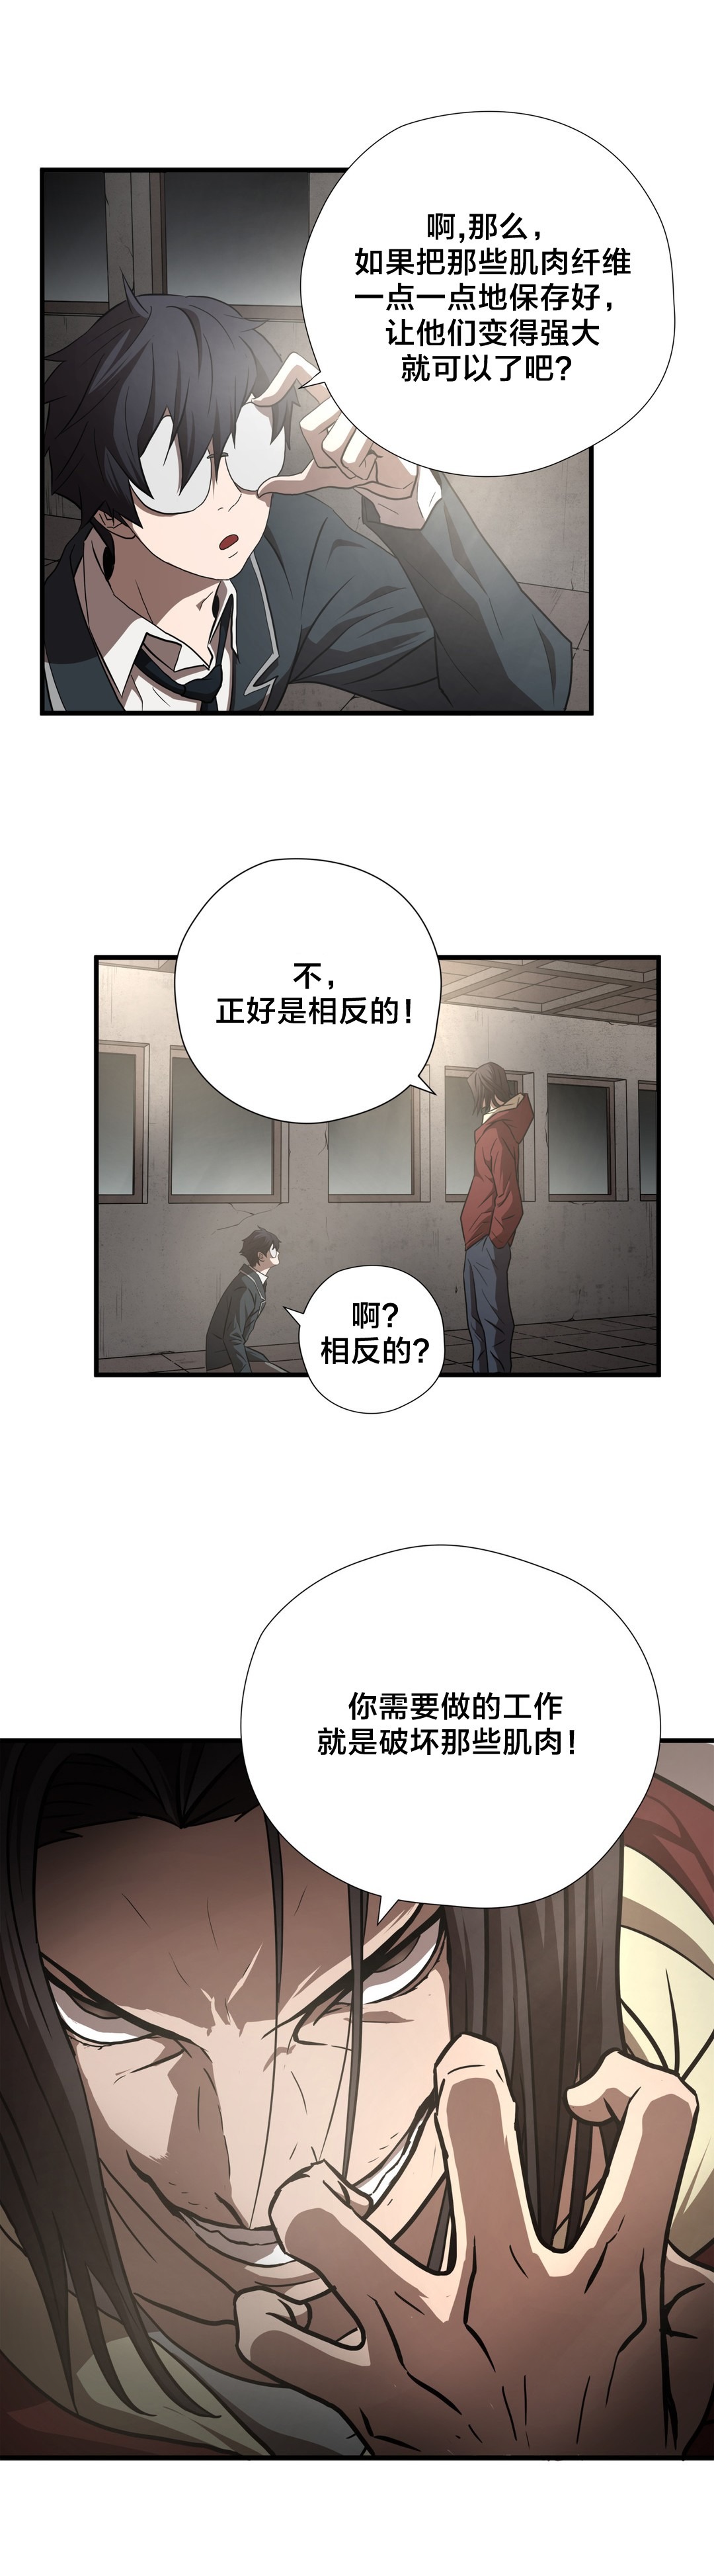 啊,那么，
如果把那些肌肉纤维
一点一点地保存好，
让他们变得强大
就可以了吧？
不，
正好是相反的！
啊？
相反的？
你需要做的工作
就是破坏那些肌肉！